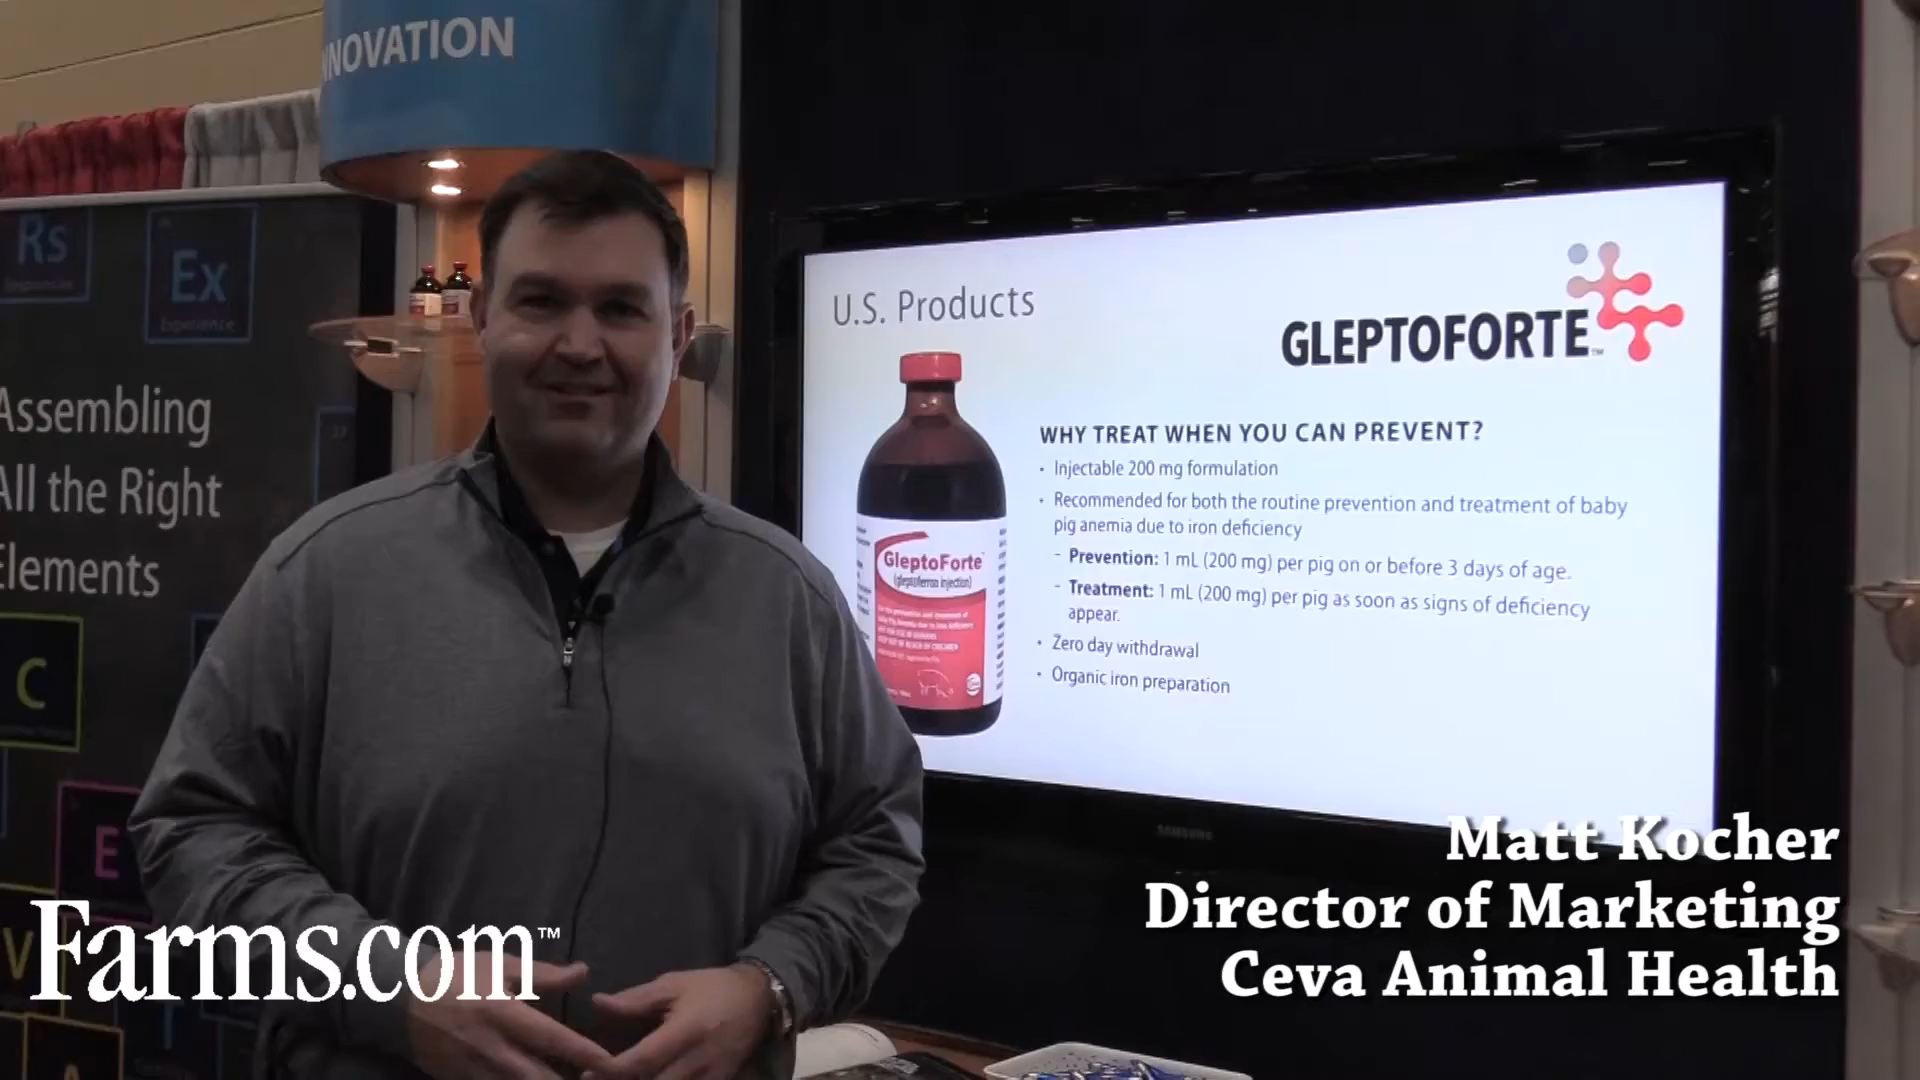 NNOVATION
Rs
Ex
Experience
Assembling
All the Right
Elements
C
E
V
A
U.S. Products
GLEPTOFORTE™
WHY TREAT WHEN YOU CAN PREVENT?
• Injectable 200 mg formulation
• Recommended for both the routine prevention and treatment of baby
pig anemia due to iron deficiency
- Prevention: 1 mL (200 mg) per pig on or before 3 days of age.
- Treatment: 1 mL (200 mg) per pig as soon as signs of deficiency
appear.
• Zero day withdrawal
• Organic iron preparation
GleptoForte™
(gleptoferron injection)
SAMSUNG
Farms.com™
Matt Kocher
Director of Marketing
Ceva Animal Health